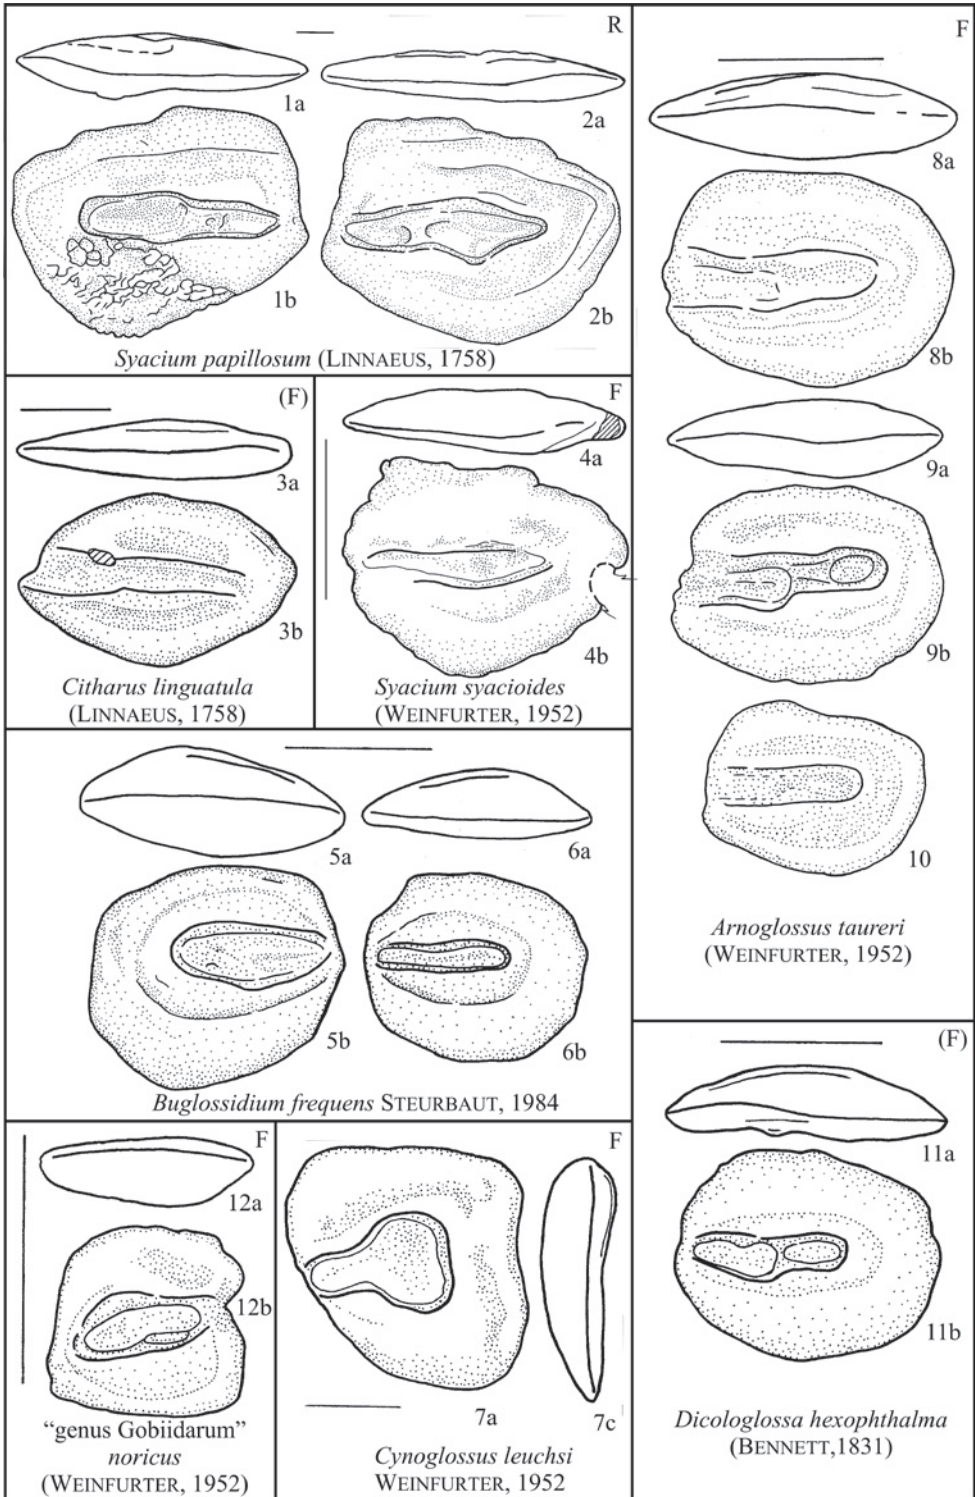 R
1a
2a
1b
2b
Syacium papillosum (LINNAEUS, 1758)
(F)
3a
3b
Citharus linguatula
(LINNAEUS, 1758)
F
4a
4b
Syacium syacioides
(WEINFURTER, 1952)
5a
6a
5b
6b
Buglossidium frequens STEURBAUT, 1984
F
12a
12b
"genus Gobiidarum"
noricus
(WEINFURTER, 1952)
F
7a
7c
Cynoglossus leuchsi
WEINFURTER, 1952
F
8a
8b
9a
9b
10
Arnoglossus taureri
(WEINFURTER, 1952)
(F)
11a
11b
Dicologlossa hexophthalma
(BENNETT,1831)